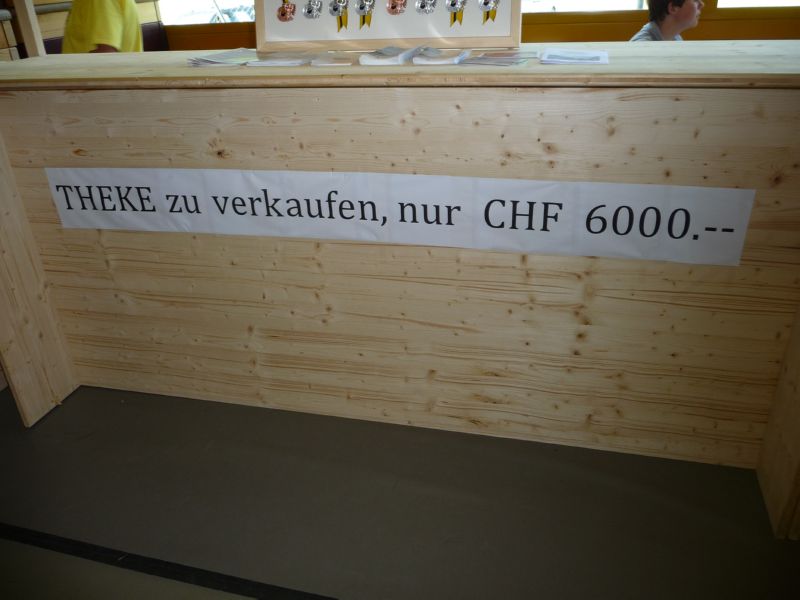 THEKE zu verkaufen, nur CHF 6000.--